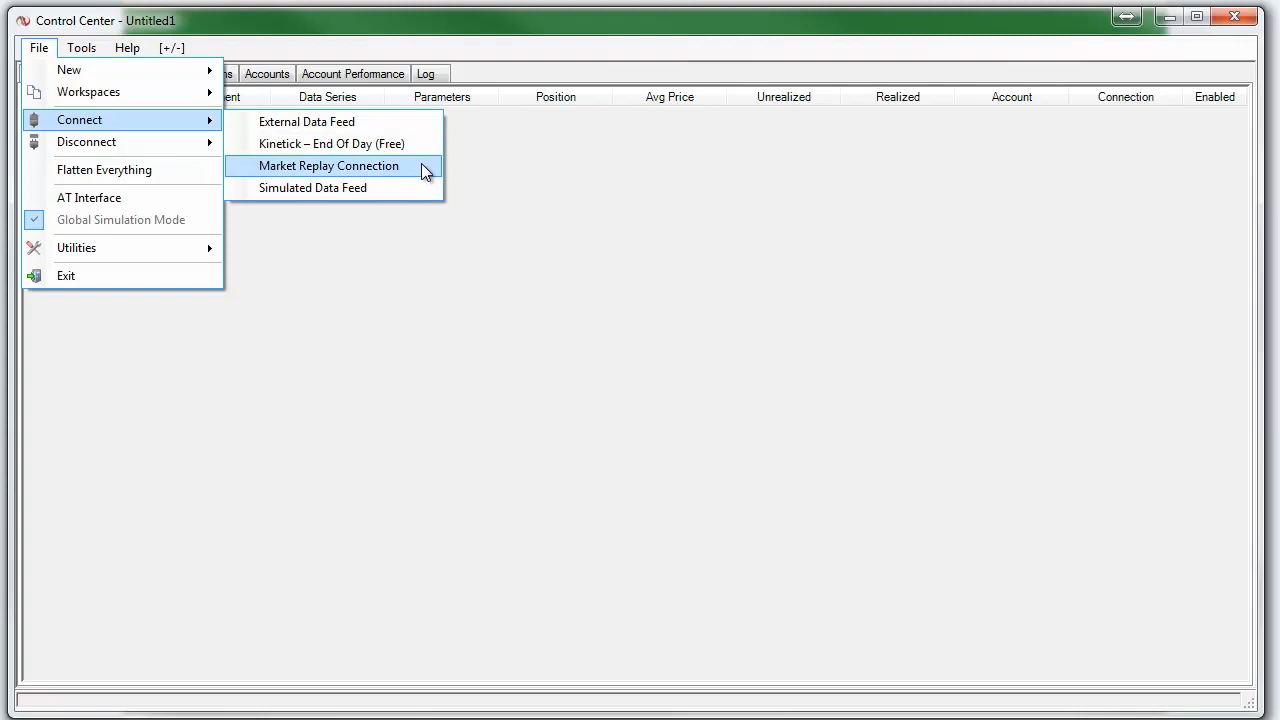 Control Center - Untitled1
File Tools Help [+/-]
Accounts Account Performance Log
Data Series Parameters Position Avg Price Unrealized Realized Account Connection Enabled
New
Workspaces
Connect
Disconnect
Flatten Everything
AT Interface
Global Simulation Mode
Utilities
Exit
External Data Feed
Kinetick – End Of Day (Free)
Market Replay Connection
Simulated Data Feed